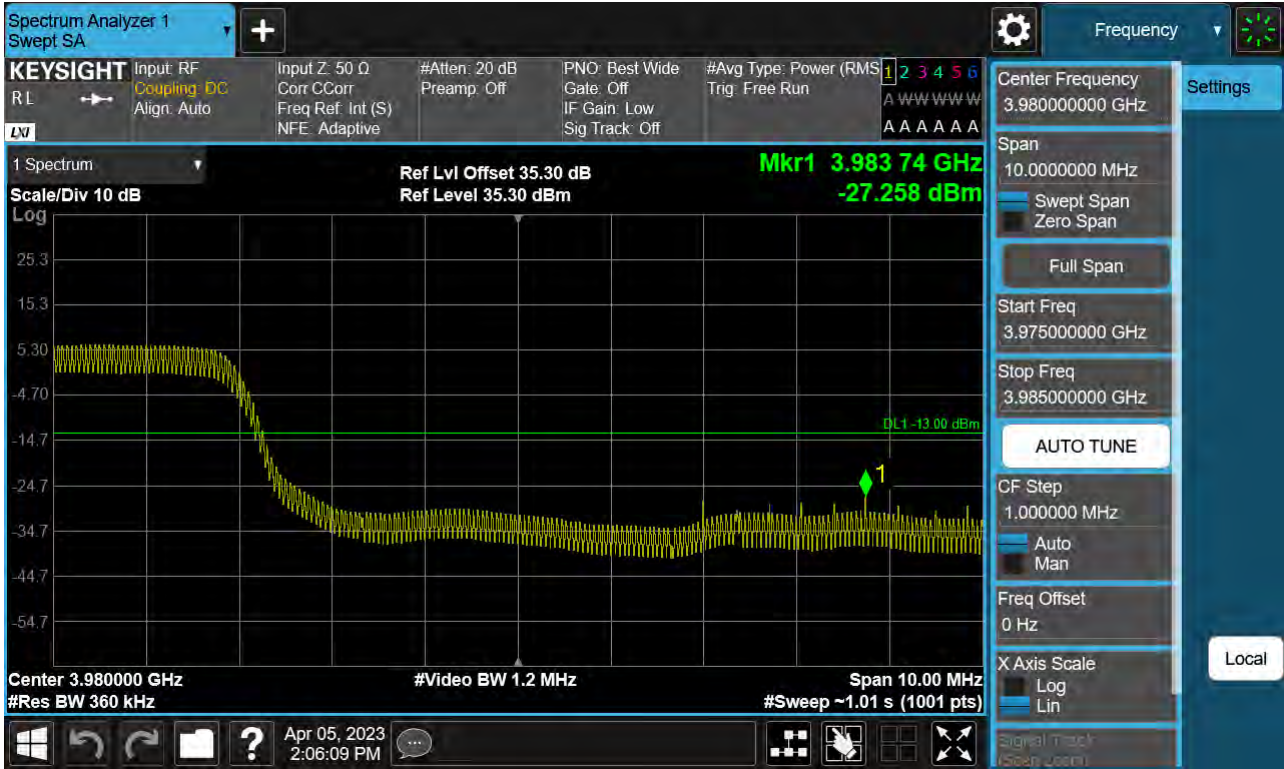 Spectrum Analyzer 1
Swept SA
+
Frequency
KEYSIGHT
RL
LXI
Input: RF
Coupling: DC
Align: Auto
Input Z: 50 Ω
Corr CCorr
Freq Ref: Int (S)
NFE: Adaptive
#Atten: 20 dB
Preamp: Off
PNO: Best Wide
Gate: Off
IF Gain: Low
Sig Track: Off
#Avg Type: Power (RMS
Trig: Free Run
1 2 3 4 5 6
A W W W W W
A A A A A A
1 Spectrum
Scale/Div 10 dB
Log
Ref Lvl Offset 35.30 dB
Ref Level 35.30 dBm
Mkr1 3.983 74 GHz
-27.258 dBm
25.3
15.3
5.30
-4.70
-14.7
-24.7
-34.7
-44.7
-54.7
DL1 -13.00 dBm
1
Center 3.980000 GHz
#Res BW 360 kHz
#Video BW 1.2 MHz
Span 10.00 MHz
#Sweep ~1.01 s (1001 pts)
Center Frequency
3.980000000 GHz
Settings
Span
10.0000000 MHz
Swept Span
Zero Span
Full Span
Start Freq
3.975000000 GHz
Stop Freq
3.985000000 GHz
AUTO TUNE
CF Step
1.000000 MHz
Auto
Man
Freq Offset
0 Hz
X Axis Scale
Log
Lin
Local
Signal Track
(Span Zoom)
?
Apr 05, 2023
2:06:09 PM